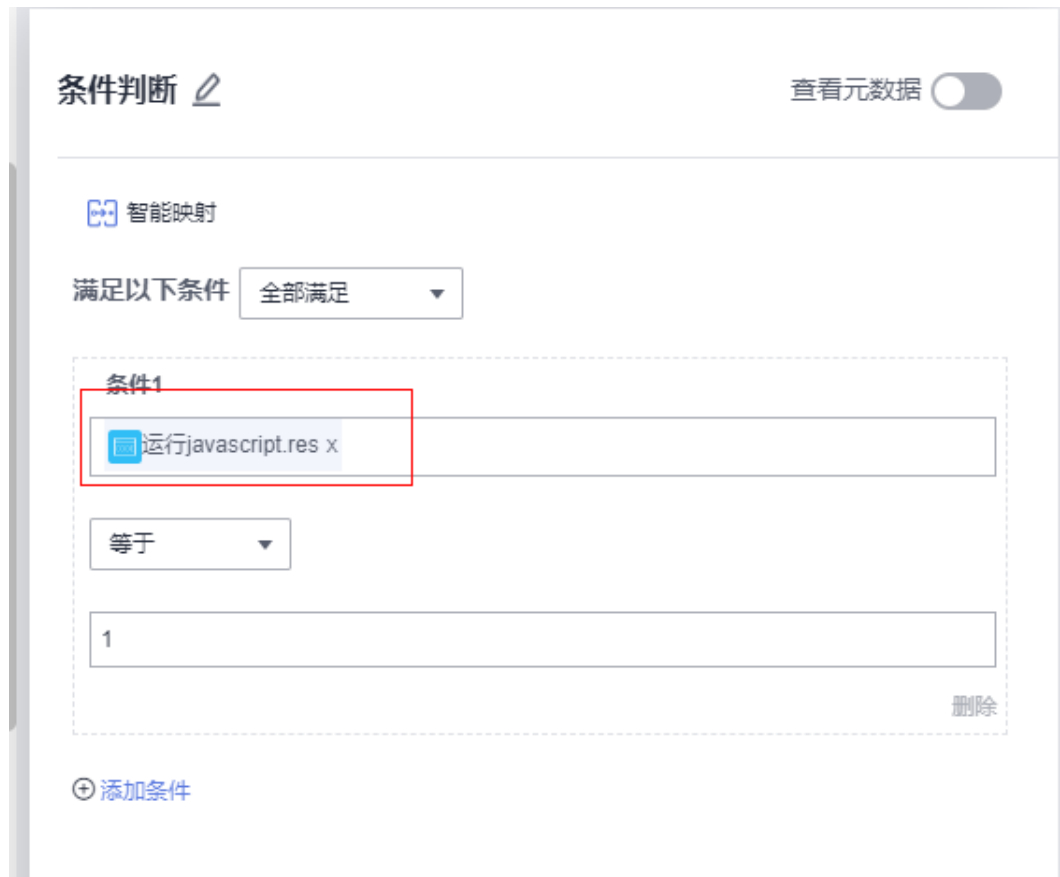 条件判断 查看元数据
智能映射
满足以下条件 全部满足
条件1
运行javascript.res x
等于
1
删除
添加条件